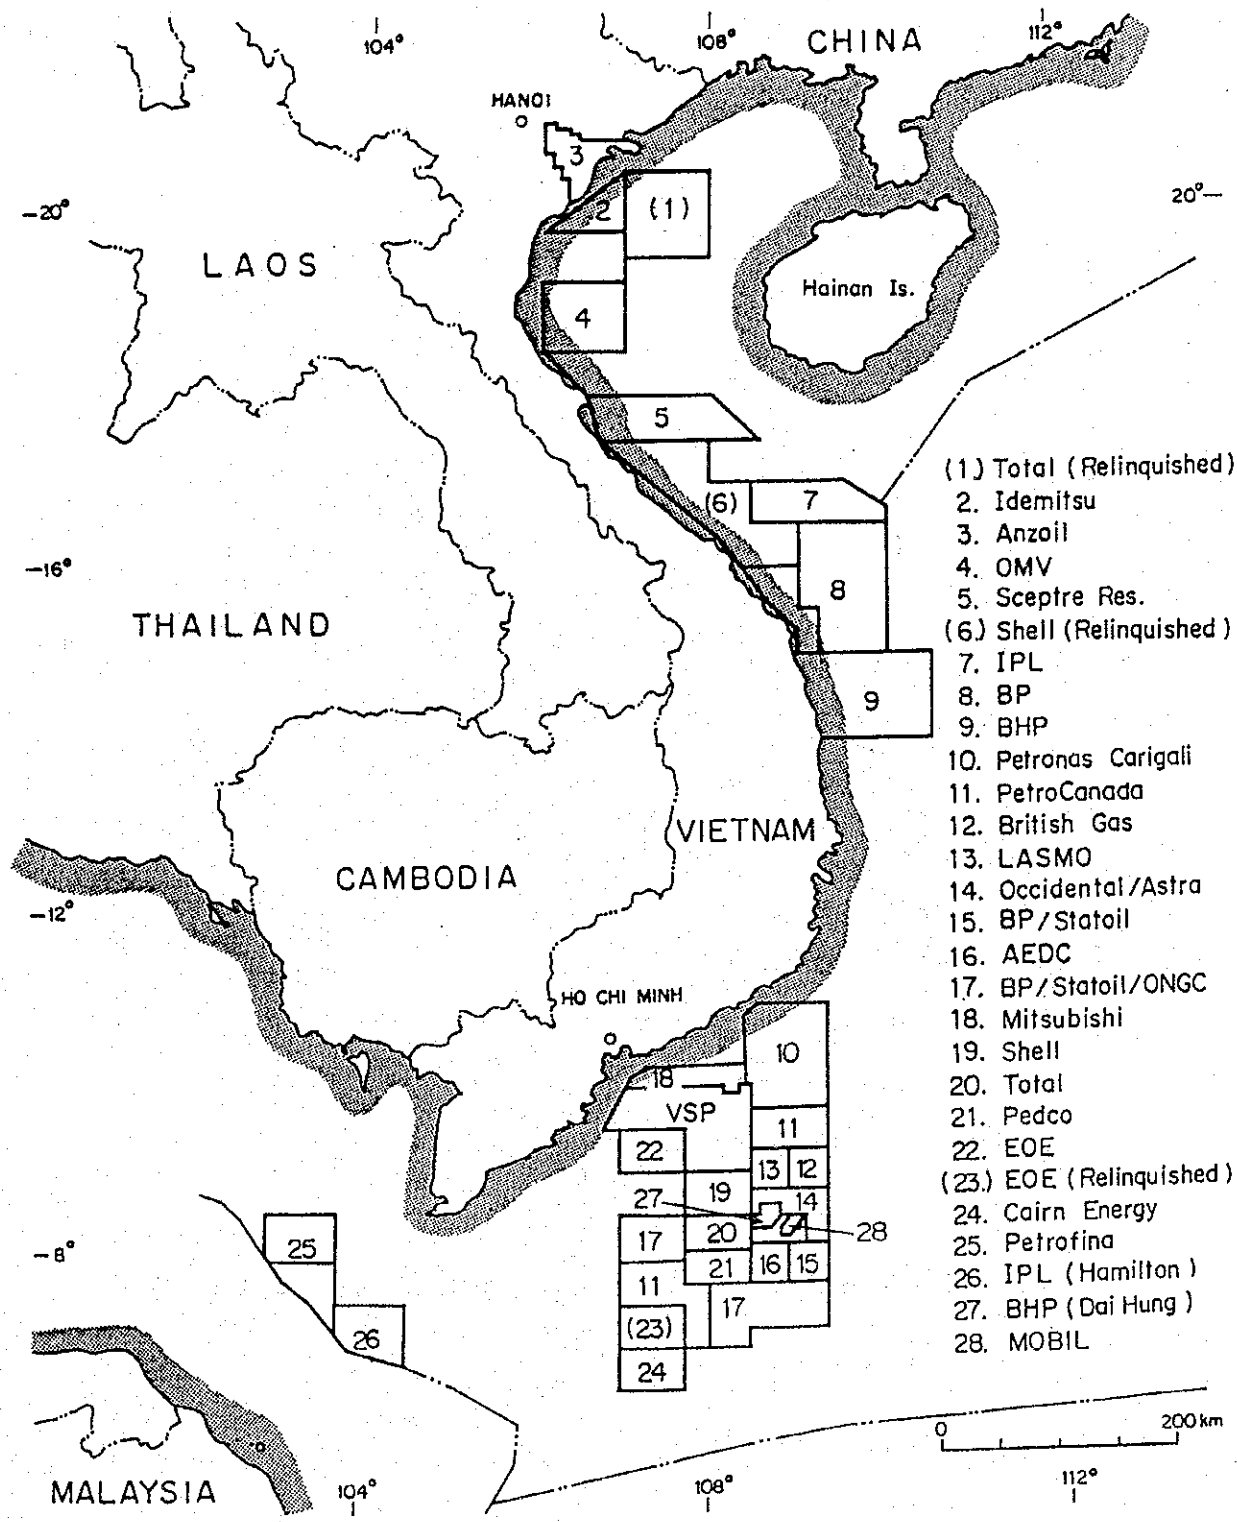 104°
108°
112°
CHINA
HANOI
3
20°
20°
2
(1)
LAOS
Hainan Is.
4
5
(6)
7
16°
8
THAILAND
9
VIETNAM
CAMBODIA
12°
HO CHI MINH
10
18
VSP
11
22
13
12
19
14
27
20
28
17
8°
25
21
16
15
11
17
(23)
26
24
(1.) Total (Relinquished)
2. Idemitsu
3. Anzoil
4. OMV
5. Sceptre Res.
(6.) Shell (Relinquished)
7. IPL
8. BP
9. BHP
10. Petronas Carigali
11. PetroCanada
12. British Gas
13. LASMO
14. Occidental/Astra
15. BP/Statoil
16. AEDC
17. BP/Statoil/ONGC
18. Mitsubishi
19. Shell
20. Total
21. Pedco
22. EOE
(23.) EOE (Relinquished)
24. Cairn Energy
25. Petrofina
26. IPL (Hamilton)
27. BHP (Dai Hung)
28. MOBIL
0
200 km
MALAYSIA
104°
108°
112°